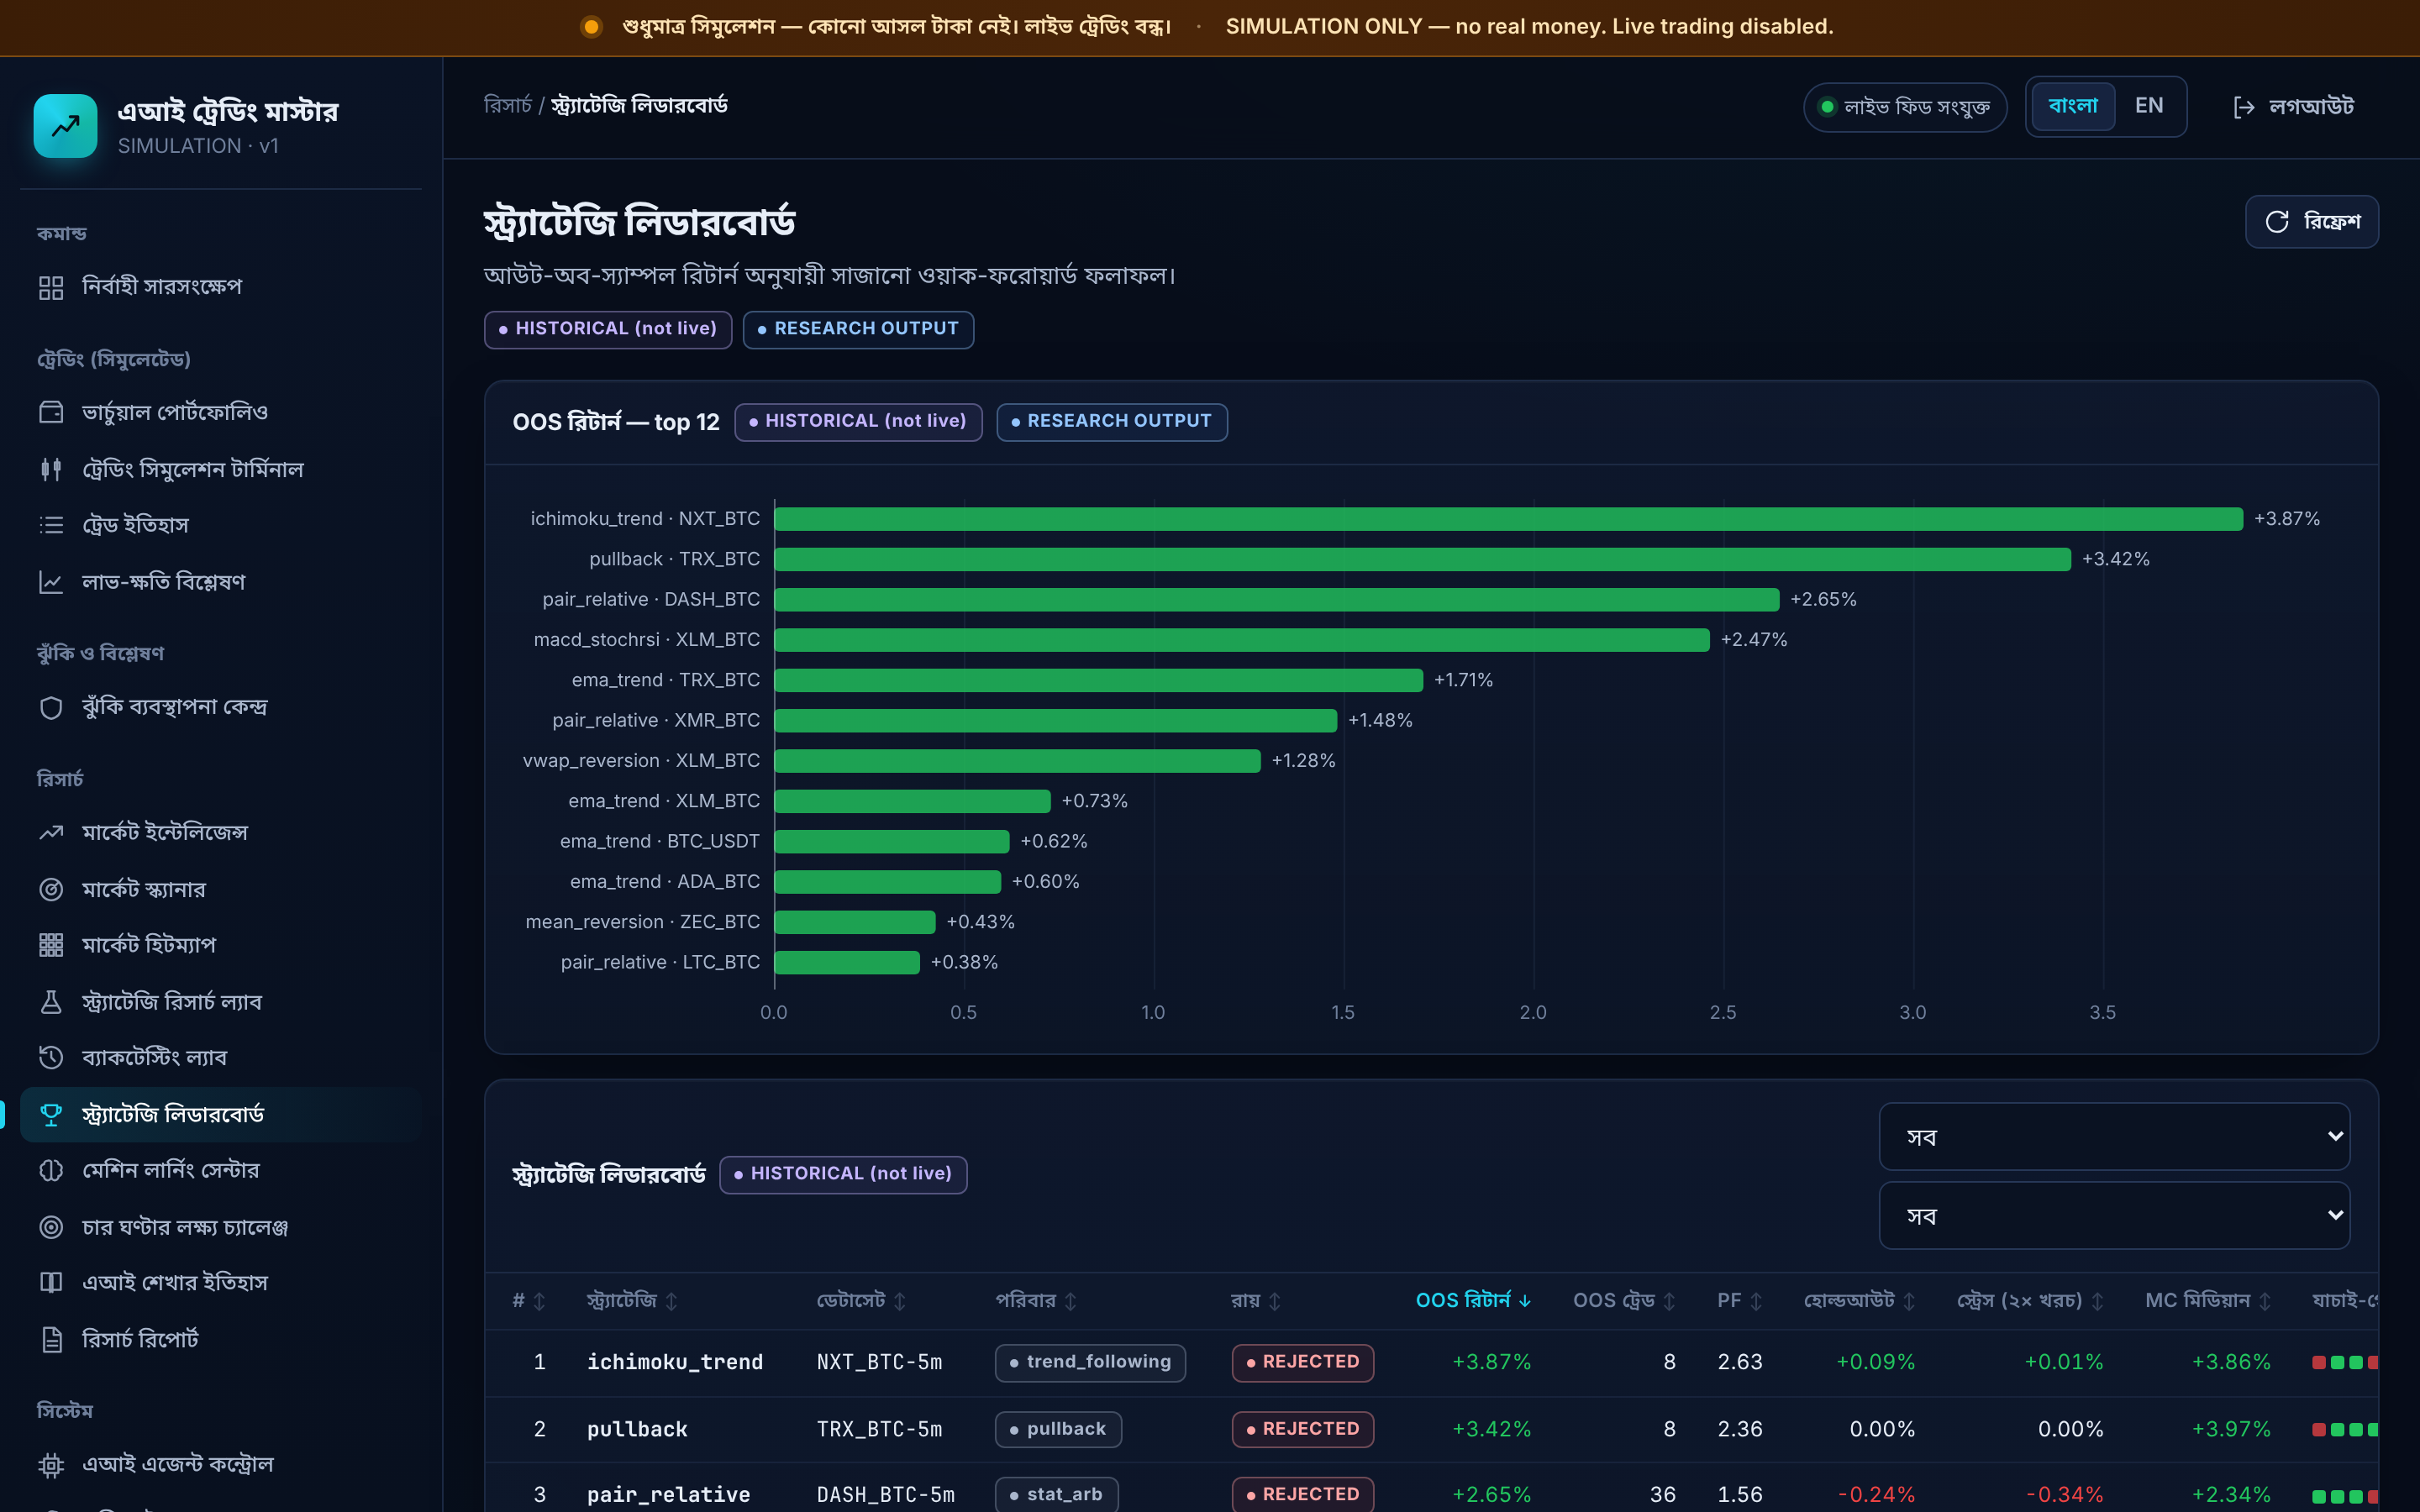 শুধুমাত্র সিমুলেশন — কোনো আসল টাকা নেই। লাইভ ট্রেডিং বন্ধ। · SIMULATION ONLY — no real money. Live trading disabled.
এআই ট্রেডিং মাস্টার
SIMULATION · v1
কমান্ড
নির্বাহী সারসংক্ষেপ
ট্রেডিং (সিমুলেটেড)
ভার্চুয়াল পোর্টফোলিও
ট্রেডিং সিমুলেশন টার্মিনাল
ট্রেড ইতিহাস
লাভ-ক্ষতি বিশ্লেষণ
ঝুঁকি ও বিশ্লেষণ
ঝুঁকি ব্যবস্থাপনা কেন্দ্র
রিসার্চ
মার্কেট ইন্টেলিজেন্স
মার্কেট স্ক্যানার
মার্কেট হিটম্যাপ
স্ট্র্যাটেজি রিসার্চ ল্যাব
ব্যাকটেস্টিং ল্যাব
স্ট্র্যাটেজি লিডারবোর্ড
মেশিন লার্নিং সেন্টার
চার ঘণ্টার লক্ষ্য চ্যালেঞ্জ
এআই শেখার ইতিহাস
রিসার্চ রিপোর্ট
সিস্টেম
এআই এজেন্ট কন্ট্রোল
রিসার্চ / স্ট্র্যাটেজি লিডারবোর্ড
লাইভ ফিড সংযুক্ত
বাংলা EN
লগআউট
স্ট্র্যাটেজি লিডারবোর্ড
রিফ্রেশ
আউট-অব-স্যাম্পল রিটার্ন অনুযায়ী সাজানো ওয়াক-ফরোয়ার্ড ফলাফল।
HISTORICAL (not live) RESEARCH OUTPUT
OOS রিটার্ন — top 12 HISTORICAL (not live) RESEARCH OUTPUT
ichimoku_trend · NXT_BTC +3.87%
pullback · TRX_BTC +3.42%
pair_relative · DASH_BTC +2.65%
macd_stochrsi · XLM_BTC +2.47%
ema_trend · TRX_BTC +1.71%
pair_relative · XMR_BTC +1.48%
vwap_reversion · XLM_BTC +1.28%
ema_trend · XLM_BTC +0.73%
ema_trend · BTC_USDT +0.62%
ema_trend · ADA_BTC +0.60%
mean_reversion · ZEC_BTC +0.43%
pair_relative · LTC_BTC +0.38%
0.0 0.5 1.0 1.5 2.0 2.5 3.0 3.5
স্ট্র্যাটেজি লিডারবোর্ড HISTORICAL (not live)
সব
সব
# স্ট্র্যাটেজি ডেটাসেট পরিবার রায় OOS রিটার্ন ↓ OOS ট্রেড PF হোল্ডআউট স্ট্রেস (২× খরচ) MC মিডিয়ান
1 ichimoku_trend NXT_BTC-5m trend_following REJECTED +3.87% 8 2.63 +0.09% +0.01% +3.86%
2 pullback TRX_BTC-5m pullback REJECTED +3.42% 8 2.36 0.00% 0.00% +3.97%
3 pair_relative DASH_BTC-5m stat_arb REJECTED +2.65% 36 1.56 -0.24% -0.34% +2.34%